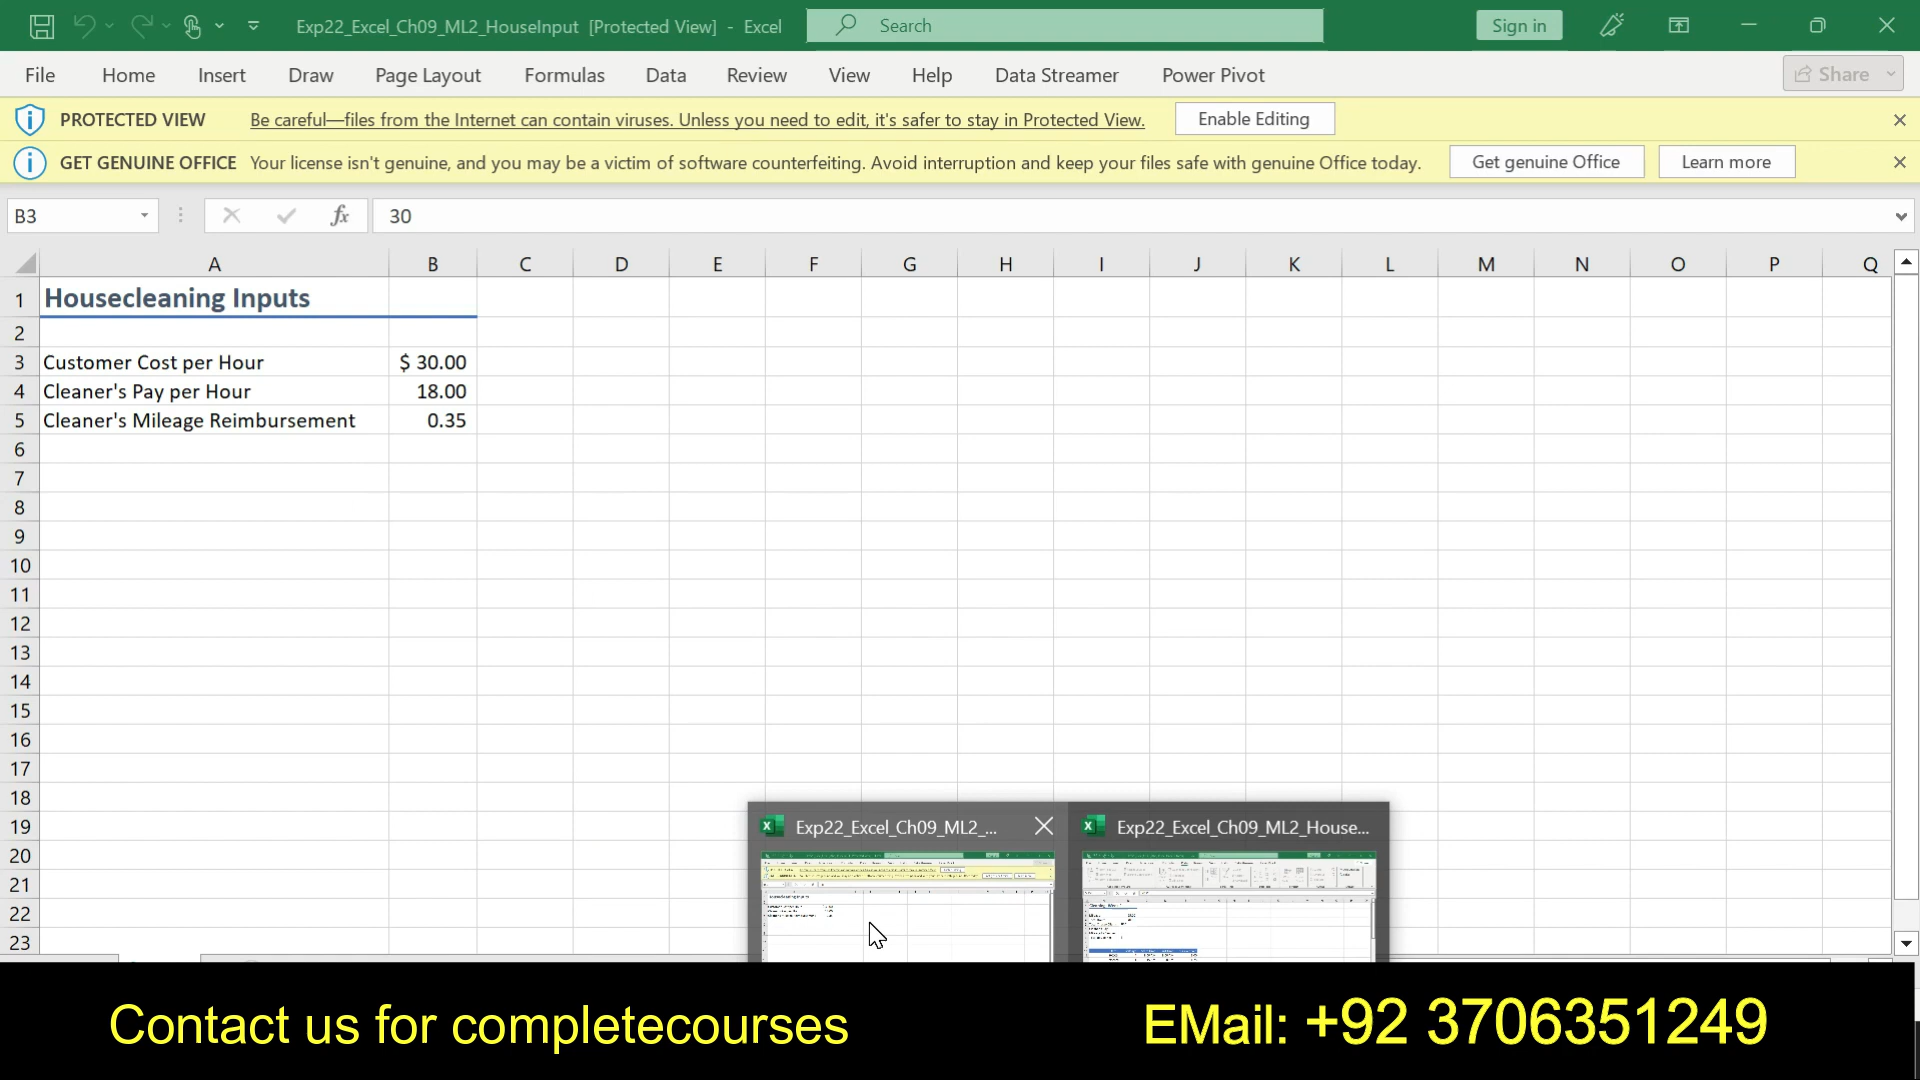 Exp22_Excel_Ch09_ML2_HouseInput [Protected View] - Excel
Search
Sign in
File Home Insert Draw Page Layout Formulas Data Review View Help Data Streamer Power Pivot
Share
PROTECTED VIEW Be careful—files from the Internet can contain viruses. Unless you need to edit, it's safer to stay in Protected View. Enable Editing
GET GENUINE OFFICE Your license isn't genuine, and you may be a victim of software counterfeiting. Avoid interruption and keep your files safe with genuine Office today. Get genuine Office Learn more
B3 fx 30
A B C D E F G H I J K L M N O P Q
1 Housecleaning Inputs
2
3 Customer Cost per Hour $ 30.00
4 Cleaner's Pay per Hour 18.00
5 Cleaner's Mileage Reimbursement 0.35
6
7
8
9
10
11
12
13
14
15
16
17
18
19
20
21
22
23
Exp22_Excel_Ch09_ML2_...
Exp22_Excel_Ch09_ML2_House...
Contact us for completecourses
EMail: +92 3706351249